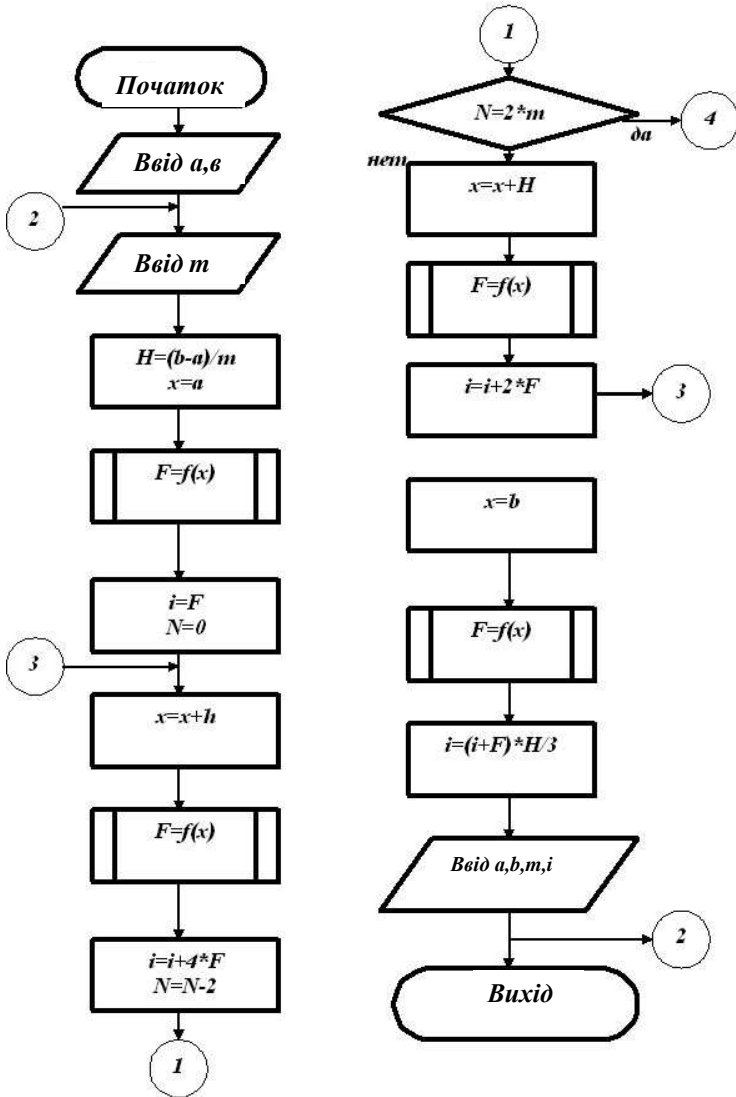 Початок
Ввід а,в
2
Ввід m
H=(b-a)/m
x=a
F=f(x)
i=F
N=0
3
x=x+h
F=f(x)
i=i+4*F
N=N-2
1
1
N=2*m
да
4
нет
x=x+H
F=f(x)
i=i+2*F
3
x=b
F=f(x)
i=(i+F)*H/3
Ввід a,b,m,i
2
Вихід